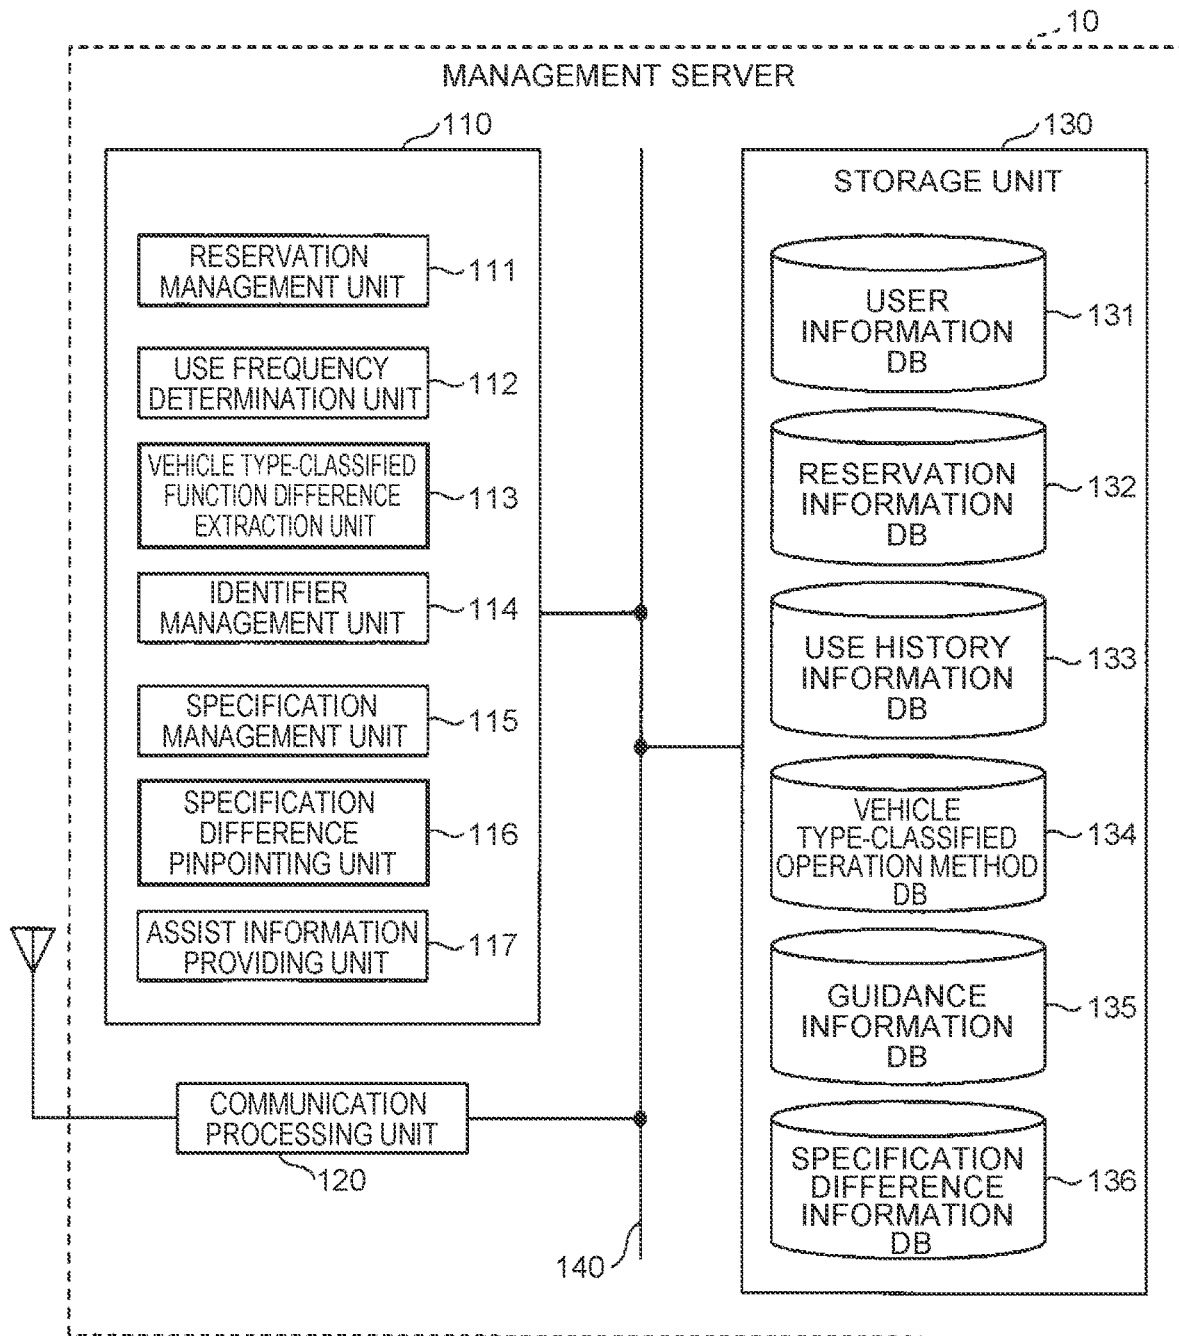 10
MANAGEMENT SERVER
110
RESERVATION
MANAGEMENT UNIT
111
USE FREQUENCY
DETERMINATION UNIT
112
VEHICLE TYPE-CLASSIFIED
FUNCTION DIFFERENCE
EXTRACTION UNIT
113
IDENTIFIER
MANAGEMENT UNIT
114
SPECIFICATION
MANAGEMENT UNIT
115
SPECIFICATION
DIFFERENCE
PINPOINTING UNIT
116
ASSIST INFORMATION
PROVIDING UNIT
117
COMMUNICATION
PROCESSING UNIT
120
140
130
STORAGE UNIT
USER
INFORMATION
DB
131
RESERVATION
INFORMATION
DB
132
USE HISTORY
INFORMATION
DB
133
VEHICLE
TYPE-CLASSIFIED
OPERATION METHOD
DB
134
GUIDANCE
INFORMATION
DB
135
SPECIFICATION
DIFFERENCE
INFORMATION
DB
136